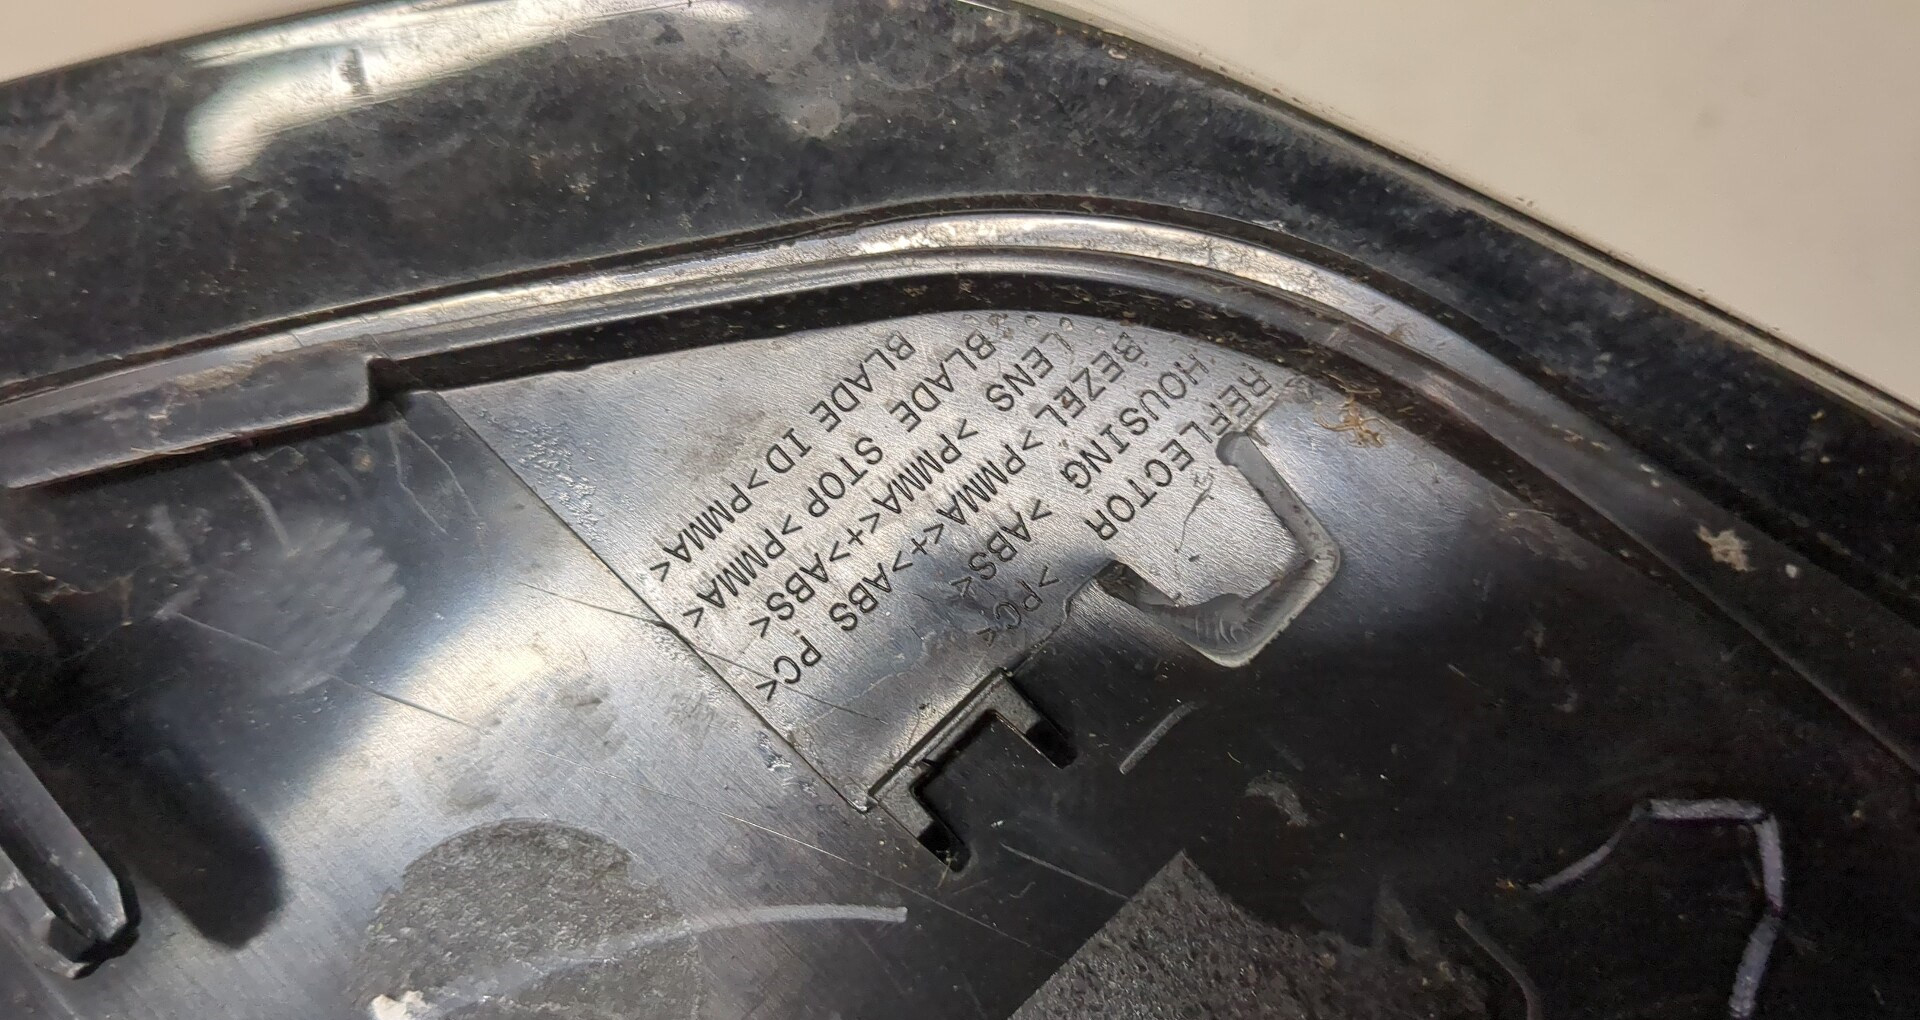 REFLECTOR >PC<
HOUSING >ABS<
BEZEL >PMMA<+>ABS PC<
LENS >PMMA<+>ABS<
BLADE STOP >PMMA<
BLADE ID>PMMA<